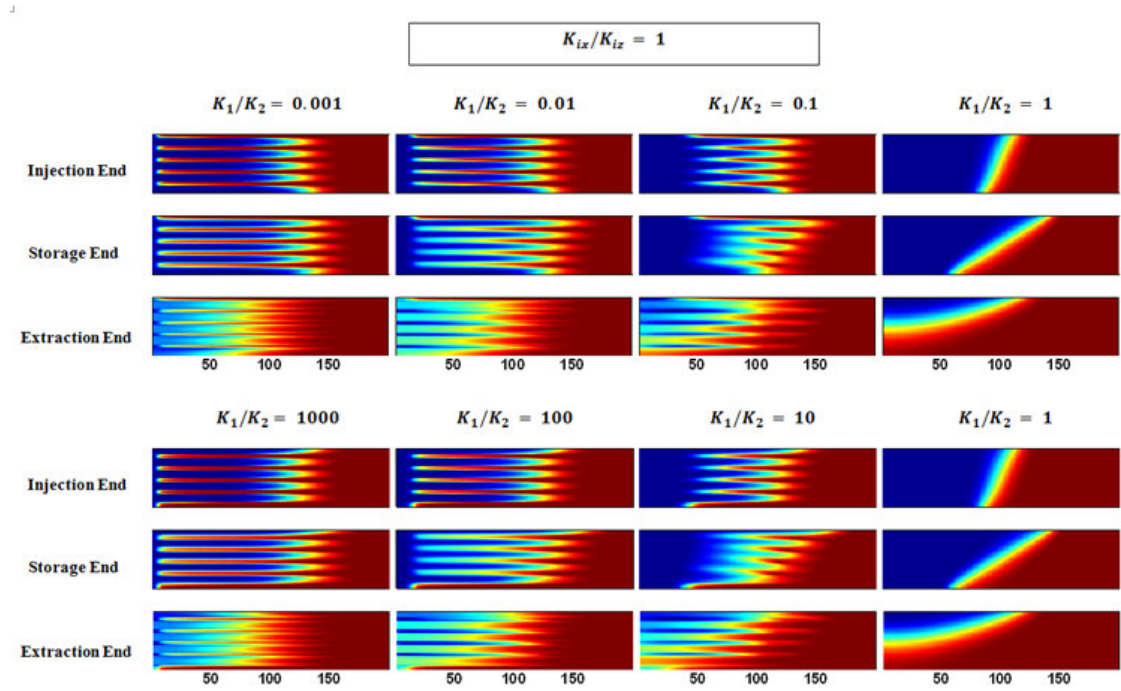 K_ix/K_iz = 1
K_1/K_2 = 0.001 K_1/K_2 = 0.01 K_1/K_2 = 0.1 K_1/K_2 = 1
Injection End
Storage End
Extraction End
50 100 150 50 100 150 50 100 150 50 100 150
K_1/K_2 = 1000 K_1/K_2 = 100 K_1/K_2 = 10 K_1/K_2 = 1
Injection End
Storage End
Extraction End
50 100 150 50 100 150 50 100 150 50 100 150